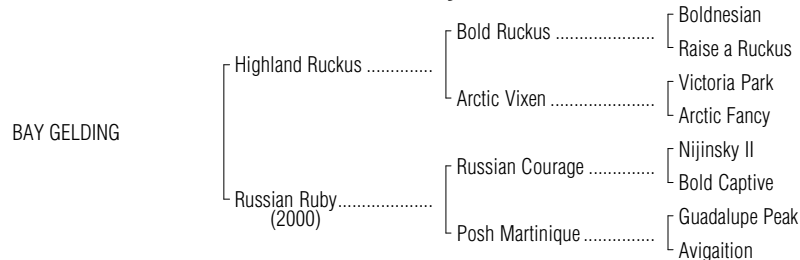 Boldnesian
Bold Ruckus .....................
Raise a Ruckus
Highland Ruckus ..............
Victoria Park
Arctic Vixen ......................
Arctic Fancy
BAY GELDING
Nijinsky II
Russian Courage ..............
Bold Captive
Russian Ruby....................
(2000)
Guadalupe Peak
Posh Martinique ...............
Avigaition